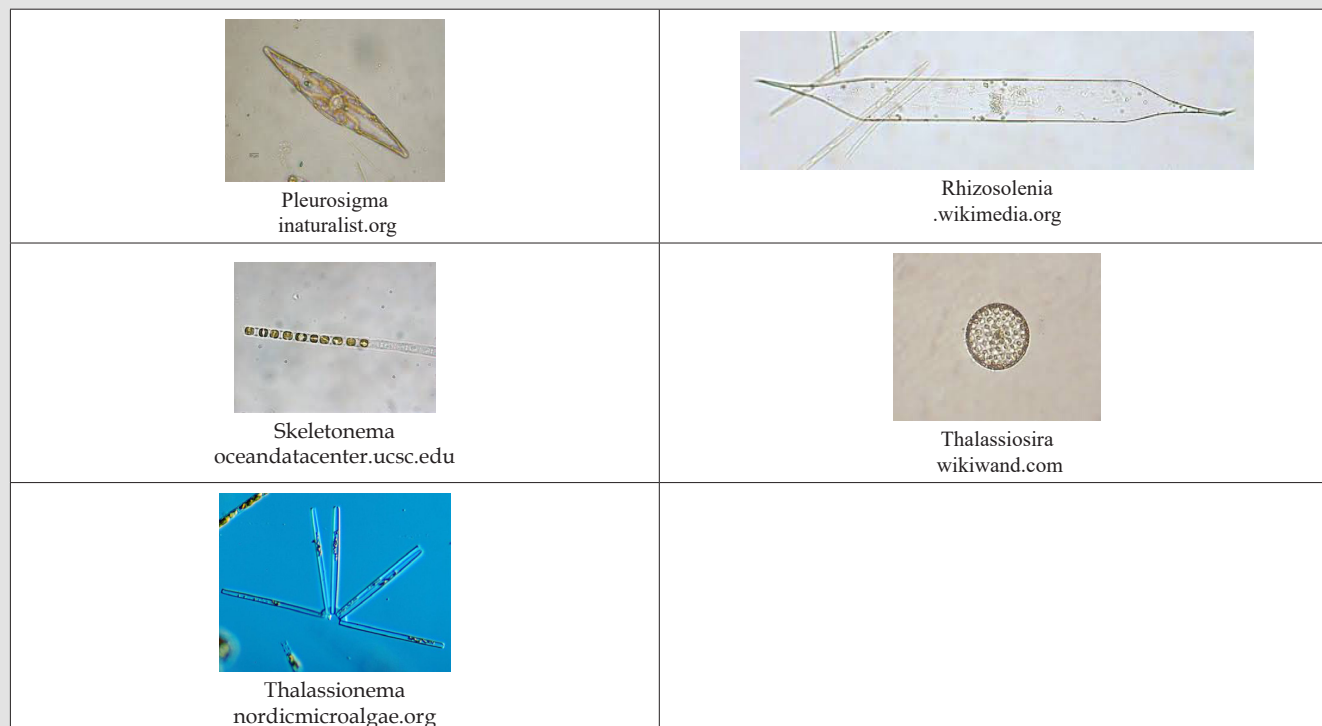 Pleurosigma
inaturalist.org
Rhizosolenia
.wikimedia.org
Skeletonema
oceandatacenter.ucsc.edu
Thalassiosira
wikiwand.com
Thalassionema
nordicmicroalgae.org